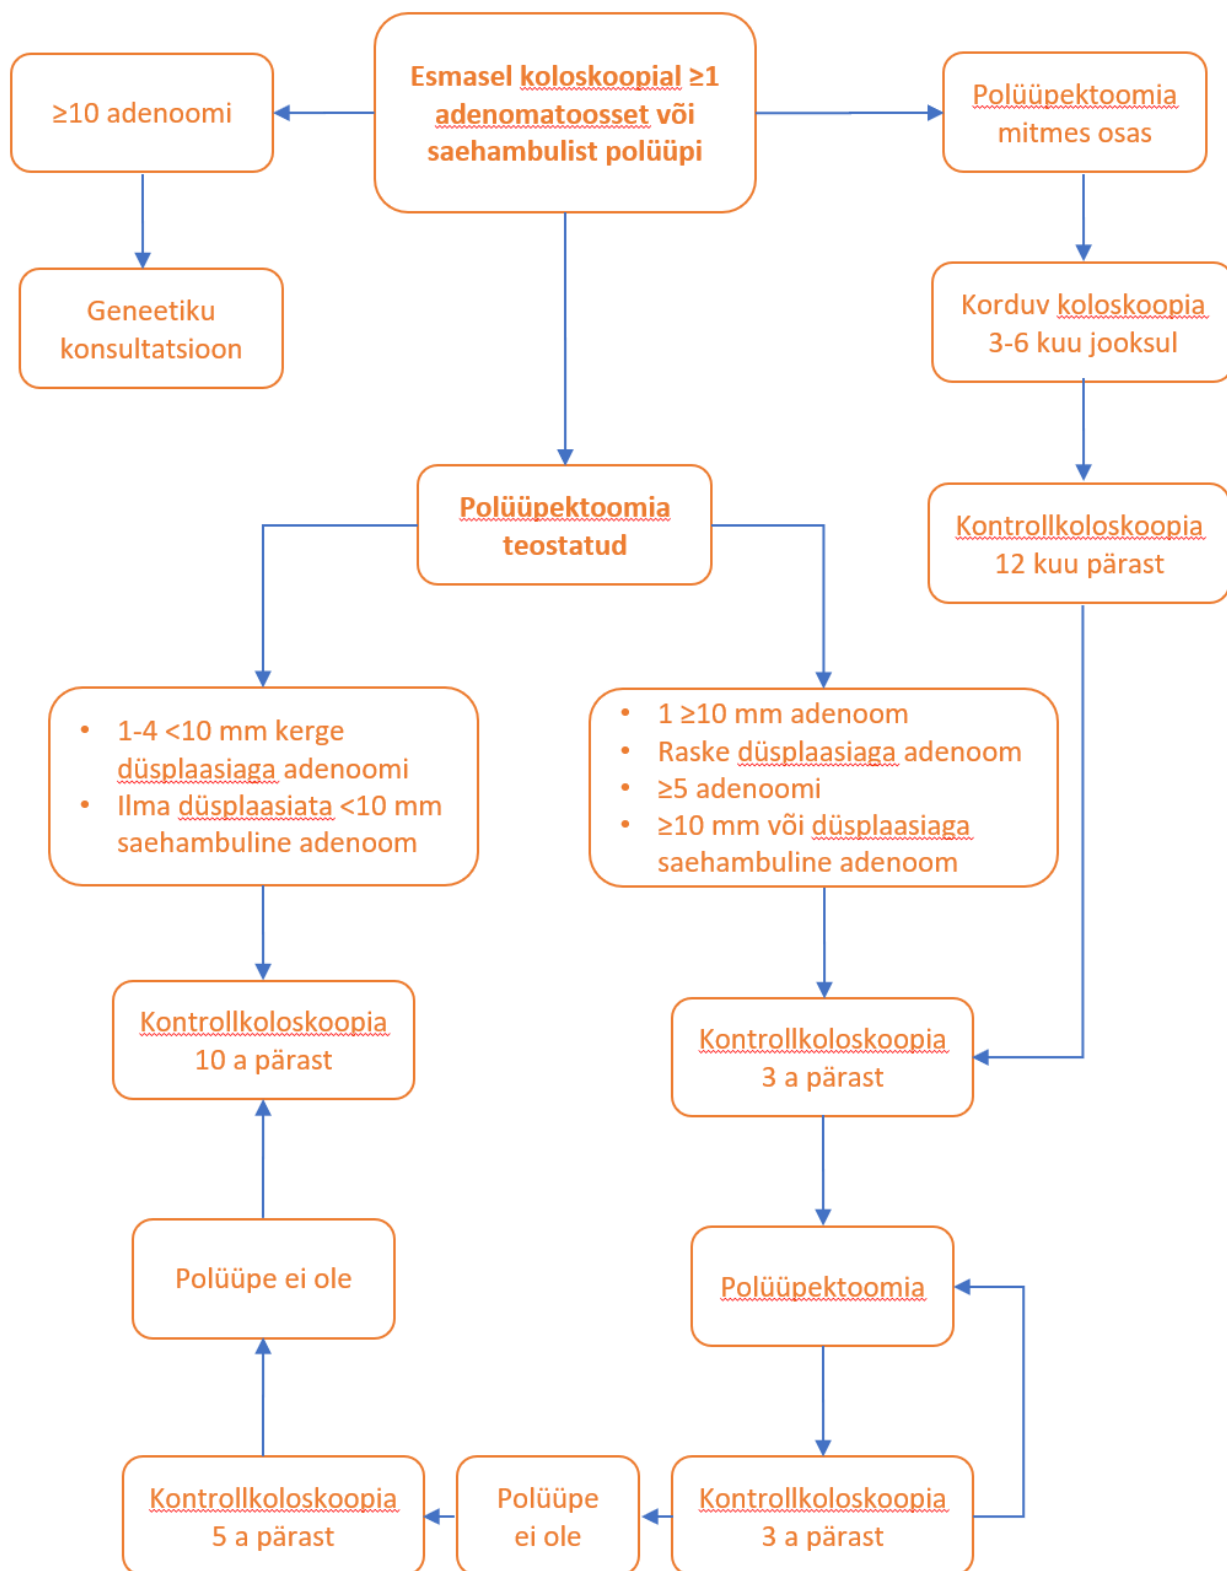 Esmasel koloskoopial ≥1
adenomatoosset või
saehambulist polüüpi
≥10 adenoomi
Polüüpektoomia
mitmes osas
Geneetiku
konsultatsioon
Korduv koloskoopia
3-6 kuu jooksul
Polüüpektoomia
teostatud
Kontrollkoloskoopia
12 kuu pärast
• 1-4 <10 mm kerge
düsplaasiaga adenoomi
• Ilma düsplaasiata <10 mm
saehambuline adenoom
• 1 ≥10 mm adenoom
• Raske düsplaasiaga adenoom
• ≥5 adenoomi
• ≥10 mm või düsplaasiaga
saehambuline adenoom
Kontrollkoloskoopia
10 a pärast
Kontrollkoloskoopia
3 a pärast
Polüüpe ei ole
Polüüpektoomia
Kontrollkoloskoopia
5 a pärast
Polüüpe
ei ole
Kontrollkoloskoopia
3 a pärast